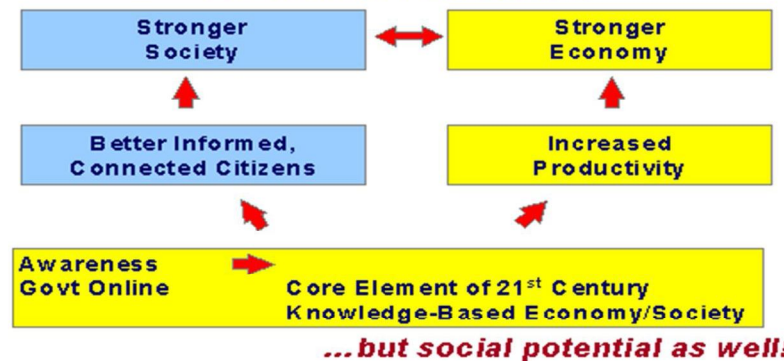 Stronger
Society
Stronger
Economy
Better Informed,
Connected Citizens
Increased
Productivity
Awareness
Govt Online
Core Element of 21st Century
Knowledge-Based Economy/Society
...but social potential as well.